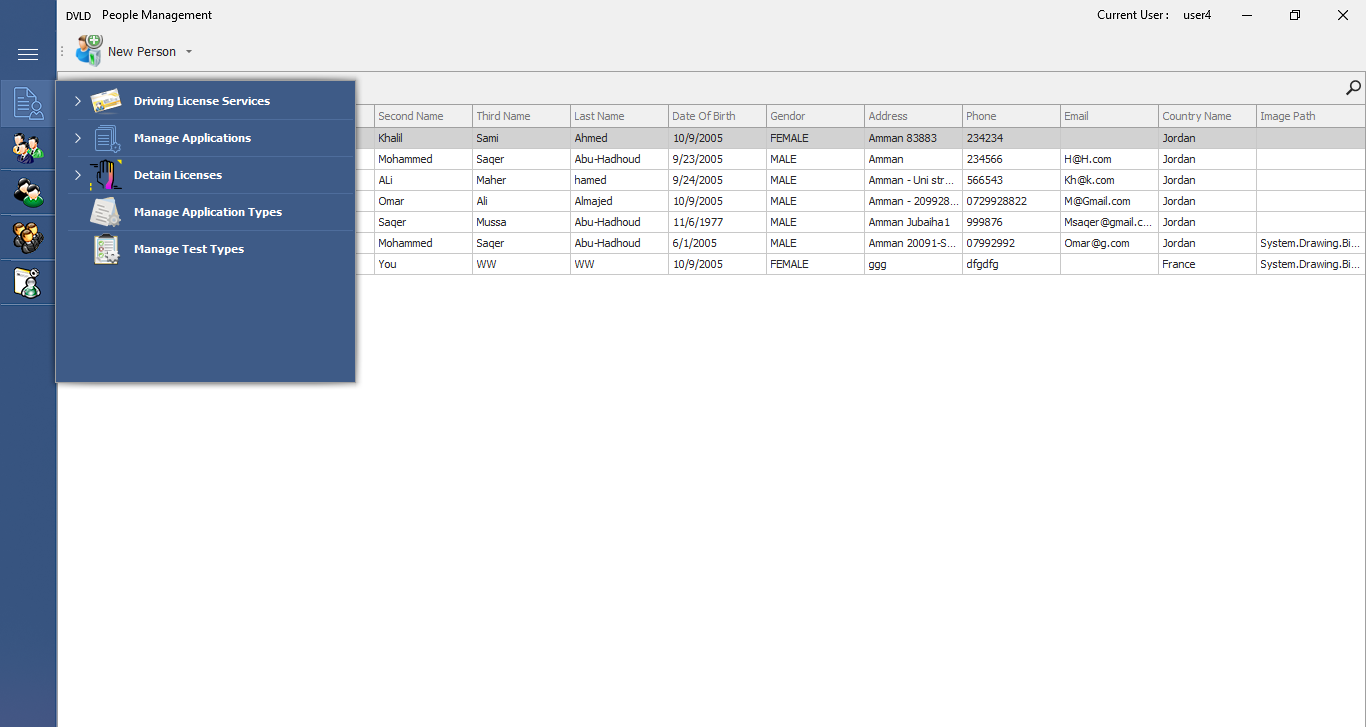 DVLD People Management Current User : user4
New Person
Driving License Services
Manage Applications
Detain Licenses
Manage Application Types
Manage Test Types
Second Name Third Name Last Name Date Of Birth Gendor Address Phone Email Country Name Image Path
Khalil Sami Ahmed 10/9/2005 FEMALE Amman 83883 234234 Jordan
Mohammed Saqer Abu-Hadhoud 9/23/2005 MALE Amman 234566 H@H.com Jordan
ALi Maher hamed 9/24/2005 MALE Amman - Uni str... 566543 Kh@k.com Jordan
Omar Ali Almajed 10/9/2005 MALE Amman - 209928... 0729928822 M@Gmail.com Jordan
Saqer Mussa Abu-Hadhoud 11/6/1977 MALE Amman Jubaiha1 999876 Msaqer@gmail.c... Jordan
Mohammed Saqer Abu-Hadhoud 6/1/2005 MALE Amman 20091-S... 07992992 Omar@g.com Jordan System.Drawing.Bi...
You WW WW 10/9/2005 FEMALE ggg dfgdfg France System.Drawing.Bi...